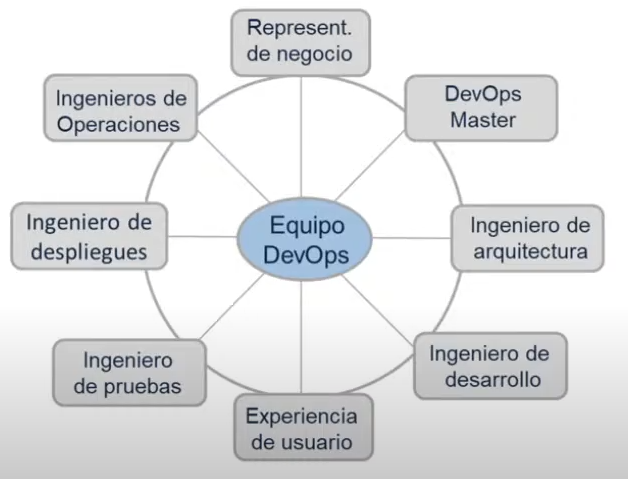 Represent.
de negocio
Ingenieros de
Operaciones
DevOps
Master
Ingeniero de
despliegues
Equipo
DevOps
Ingeniero de
arquitectura
Ingeniero
de pruebas
Ingeniero de
desarrollo
Experiencia
de usuario